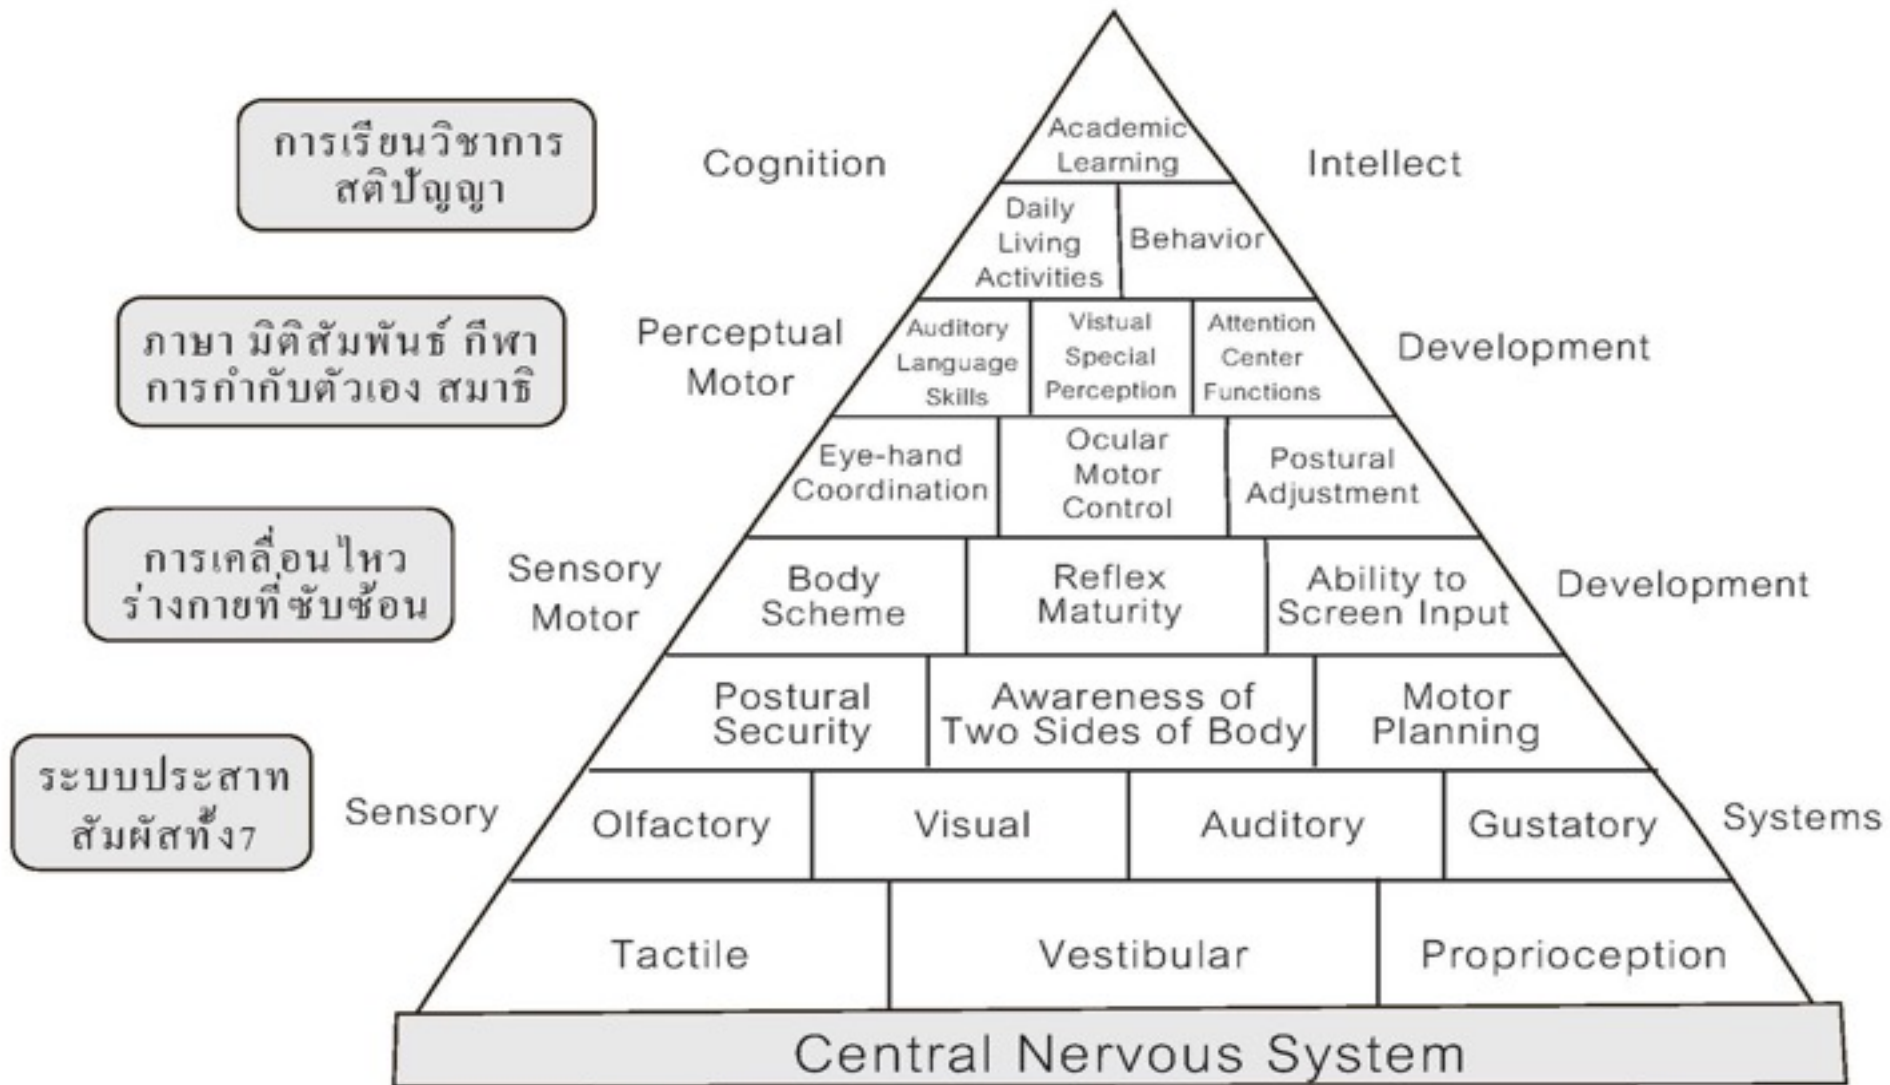 การเรียนวิชาการ
สติปัญญา
Cognition
Academic
Learning
Intellect
Daily
Living
Activities
Behavior
ภาษา มิติสัมพันธ์ กีฬา
การกำกับตัวเอง สมาธิ
Perceptual
Motor
Auditory
Language
Skills
Vistual
Special
Perception
Attention
Center
Functions
Development
Eye-hand
Coordination
Ocular
Motor
Control
Postural
Adjustment
การเคลื่อนไหว
ร่างกายที่ซับซ้อน
Sensory
Motor
Body
Scheme
Reflex
Maturity
Ability to
Screen Input
Development
Postural
Security
Awareness of
Two Sides of Body
Motor
Planning
ระบบประสาท
สัมผัสทั้ง7
Sensory
Olfactory
Visual
Auditory
Gustatory
Systems
Tactile
Vestibular
Proprioception
Central Nervous System